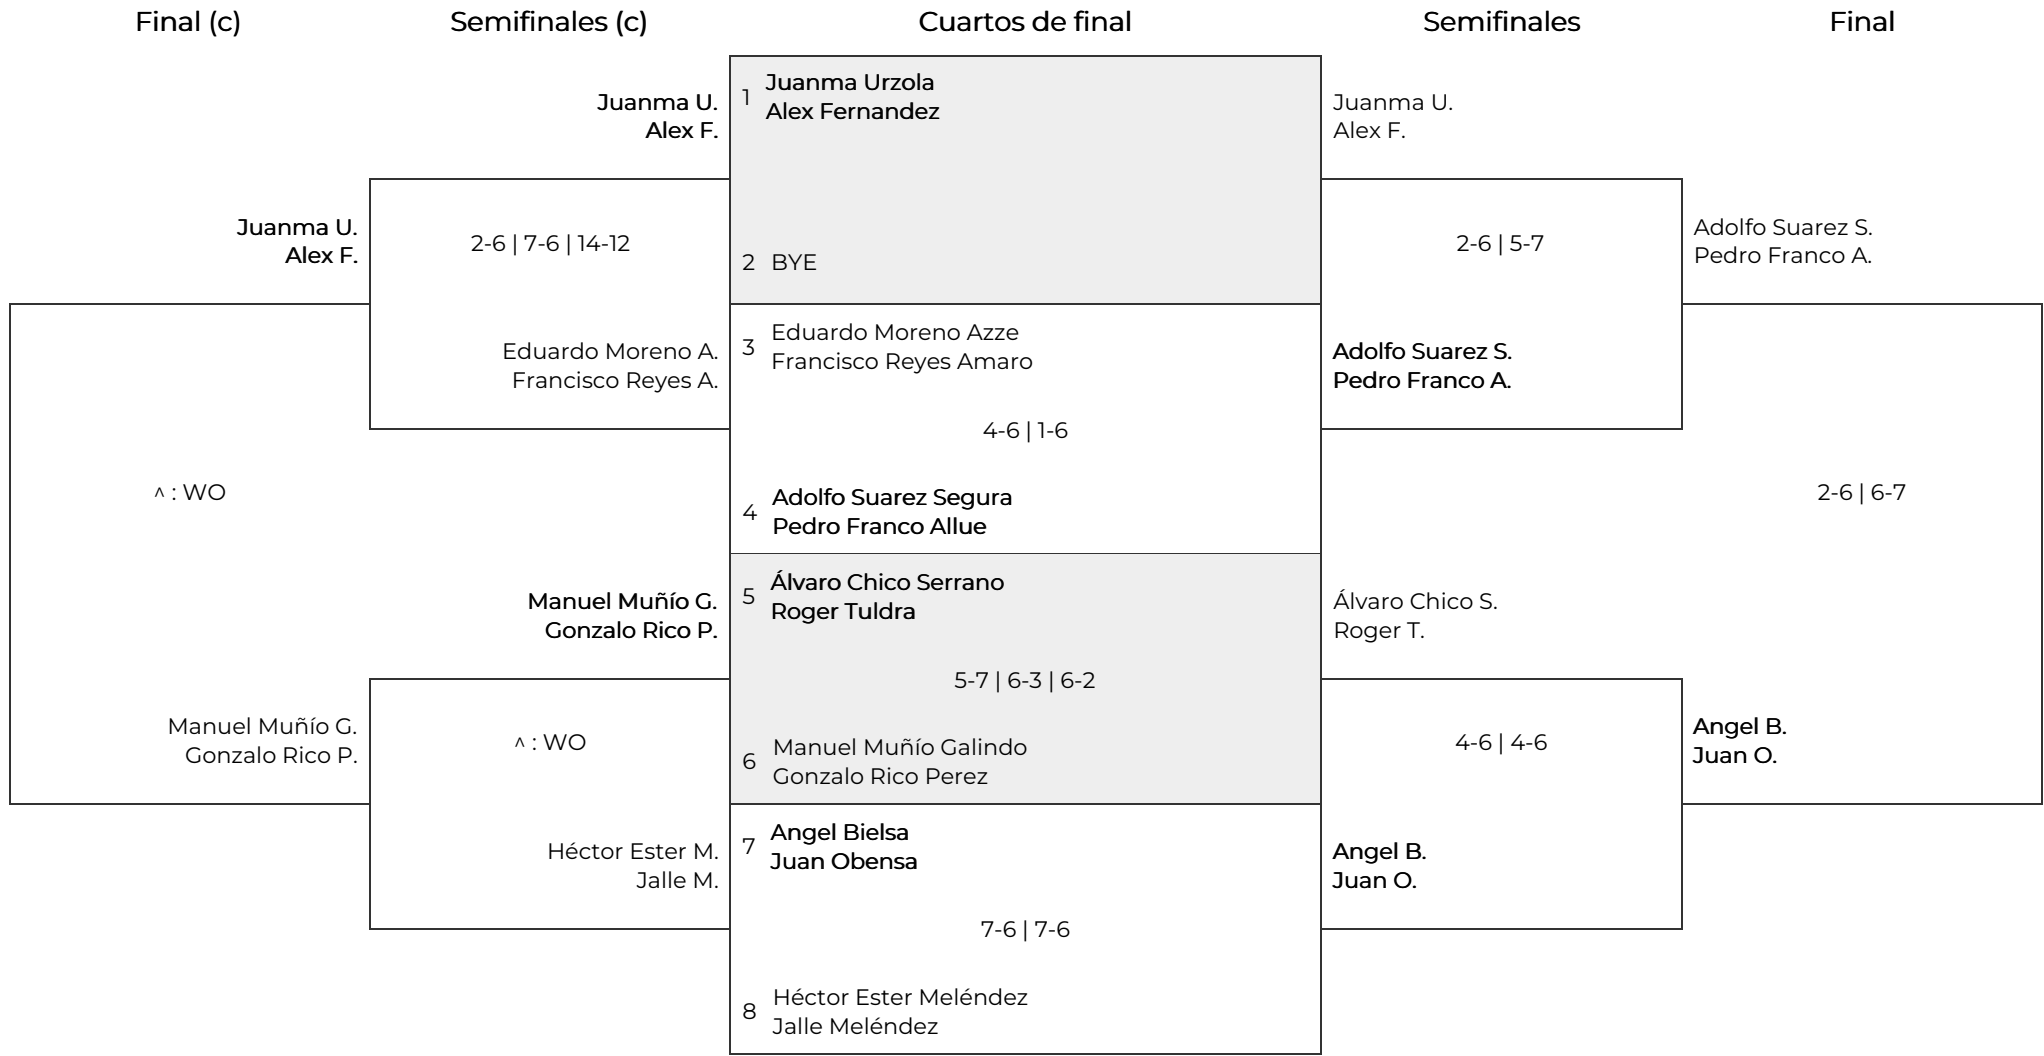 Final (c)
Semifinales (c)
Cuartos de final
Semifinales
Final
Juanma U.
Alex F.
2-6 | 7-6 | 14-12
Eduardo Moreno A.
Francisco Reyes A.
Juanma U.
Alex F.
^ : WO
Manuel Muñío G.
Gonzalo Rico P.
Manuel Muñío G.
Gonzalo Rico P.
^ : WO
Héctor Ester M.
Jalle M.
1 Juanma Urzola
Alex Fernandez
2 BYE
3 Eduardo Moreno Azze
Francisco Reyes Amaro
4-6 | 1-6
4 Adolfo Suarez Segura
Pedro Franco Allue
5 Álvaro Chico Serrano
Roger Tuldra
5-7 | 6-3 | 6-2
6 Manuel Muñío Galindo
Gonzalo Rico Perez
7 Angel Bielsa
Juan Obensa
7-6 | 7-6
8 Héctor Ester Meléndez
Jalle Meléndez
Juanma U.
Alex F.
2-6 | 5-7
Adolfo Suarez S.
Pedro Franco A.
Álvaro Chico S.
Roger T.
4-6 | 4-6
Angel B.
Juan O.
Adolfo Suarez S.
Pedro Franco A.
2-6 | 6-7
Angel B.
Juan O.